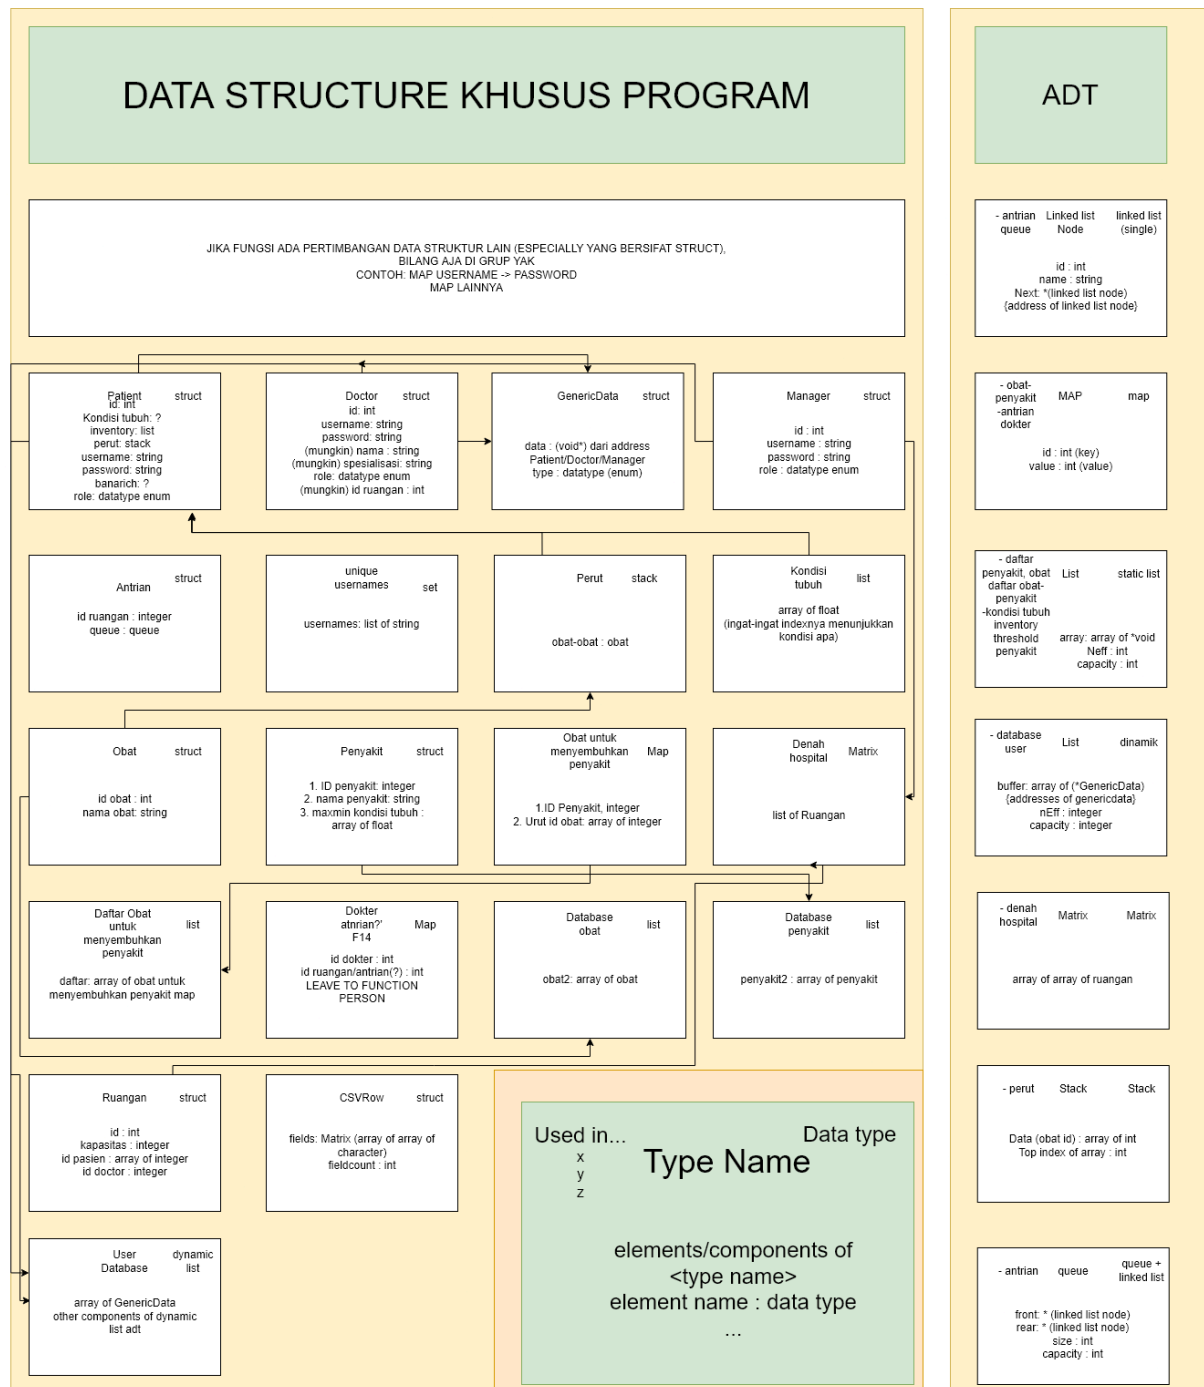 DATA STRUCTURE KHUSUS PROGRAM
JIKA FUNGSI ADA PERTIMBANGAN DATA STRUKTUR LAIN (ESPECIALLY YANG BERSIFAT STRUCT),
BILANG AJA DI GRUP YAK
CONTOH: MAP USERNAME -> PASSWORD
MAP LAINNYA
Patient struct
id: int
Kondisi tubuh: ?
inventory: list
perut: stack
username: string
password: string
banarich: ?
role: datatype enum
Doctor struct
id: int
username: string
password: string
(mungkin) nama : string
(mungkin) spesialisasi: string
role: datatype enum
(mungkin) id ruangan : int
GenericData struct
data : (void*) dari address
Patient/Doctor/Manager
type : datatype (enum)
Manager struct
id : int
username : string
password : string
role : datatype enum
Antrian struct
id ruangan : integer
queue : queue
unique
usernames set
usernames: list of string
Perut stack
obat-obat : obat
Kondisi
tubuh list
array of float
(ingat-ingat indexnya menunjukkan
kondisi apa)
Obat struct
id obat : int
nama obat: string
Penyakit struct
1. ID penyakit: integer
2. nama penyakit: string
3. maxmin kondisi tubuh :
array of float
Obat untuk
menyembuhkan Map
penyakit
1.ID Penyakit, integer
2. Urut id obat: array of integer
Denah
hospital Matrix
list of Ruangan
Daftar Obat
untuk list
menyembuhkan
penyakit
daftar: array of obat untuk
menyembuhkan penyakit map
Dokter
atnrian?' Map
F14
id dokter : int
id ruangan/antrian(?) : int
LEAVE TO FUNCTION
PERSON
Database
obat list
obat2: array of obat
Database
penyakit list
penyakit2 : array of penyakit
Ruangan struct
id : int
kapasitas : integer
id pasien : array of integer
id doctor : integer
CSVRow struct
fields: Matrix (array of array of
character)
fieldcount : int
User dynamic
Database list
array of GenericData
other components of dynamic
list adt
Used in... Data type
x
y
z
Type Name
elements/components of
<type name>
element name : data type
...
ADT
- antrian Linked list linked list
queue Node (single)
id : int
name : string
Next: *(linked list node)
{address of linked list node}
- obat-
penyakit MAP map
-antrian
dokter
id : int (key)
value : int (value)
- daftar
penyakit, obat List static list
daftar obat-
penyakit
-kondisi tubuh
inventory
threshold
penyakit
array: array of *void
Neff : int
capacity : int
- database List dinamik
user
buffer: array of (*GenericData)
{addresses of genericdata}
nEff : integer
capacity : integer
- denah Matrix Matrix
hospital
array of array of ruangan
- perut Stack Stack
Data (obat id) : array of int
Top index of array : int
- antrian queue queue +
linked list
front: * (linked list node)
rear: * (linked list node)
size : int
capacity : int